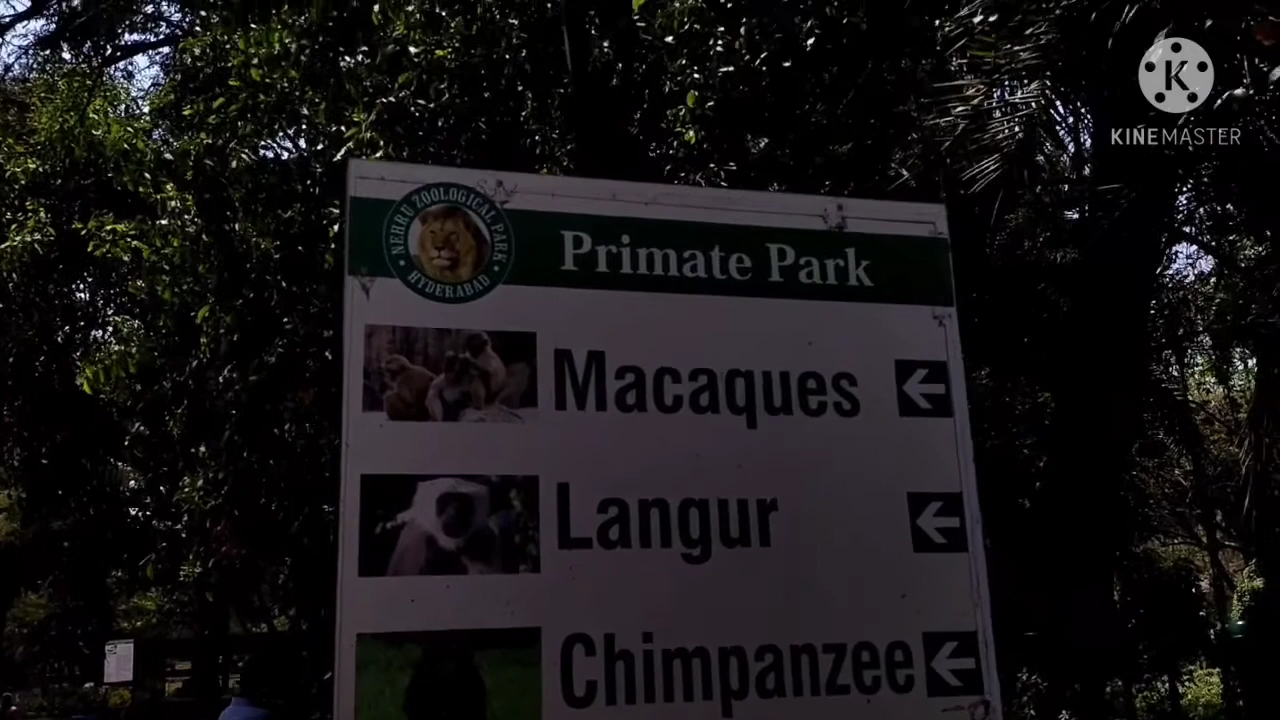 KINEMASTER
NEHRU ZOOLOGICAL PARK
• HYDERABAD •
Primate Park
Macaques
Langur
Chimpanzee